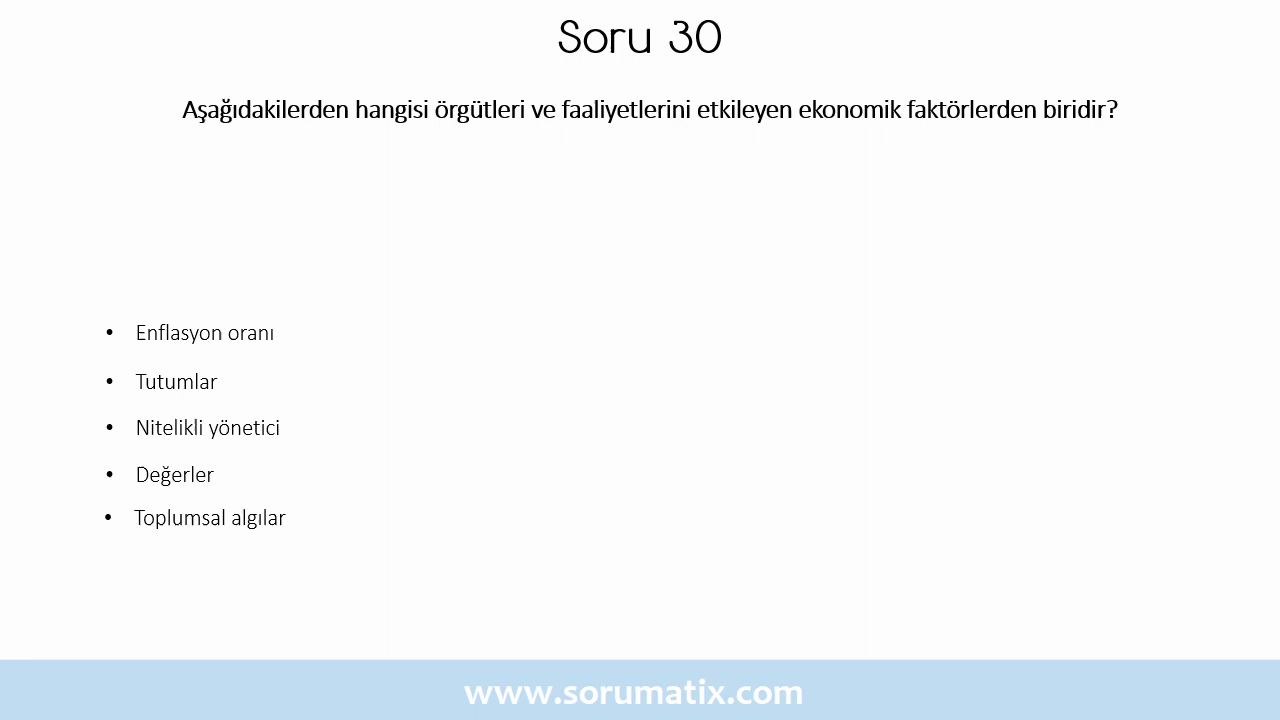 Soru 30
Aşağıdakilerden hangisi örgütleri ve faaliyetlerini etkileyen ekonomik faktörlerden biridir?
• Enflasyon oranı
• Tutumlar
• Nitelikli yönetici
• Değerler
• Toplumsal algılar
www.sorumatix.com